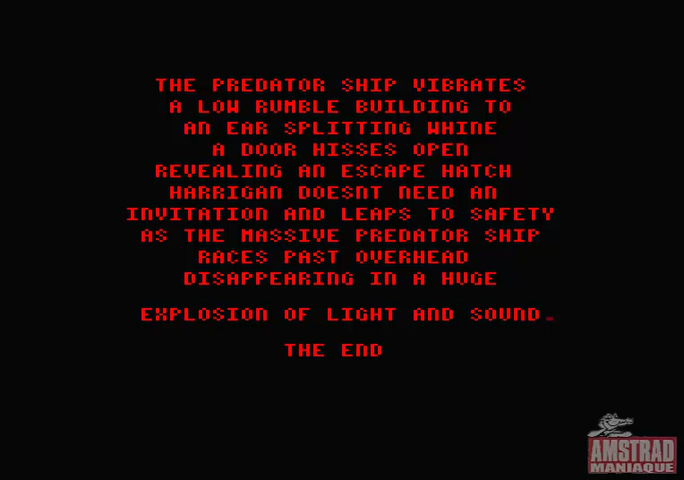 THE PREDATOR SHIP VIBRATES
A LOW RUMBLE BUILDING TO
AN EAR SPLITTING WHINE
A DOOR HISSES OPEN
REVEALING AN ESCAPE HATCH
HARRIGAN DOESNT NEED AN
INVITATION AND LEAPS TO SAFETY
AS THE MASSIVE PREDATOR SHIP
RACES PAST OVERHEAD
DISAPPEARING IN A HUGE
EXPLOSION OF LIGHT AND SOUND.
THE END
AMSTRAD
MANIAQUE